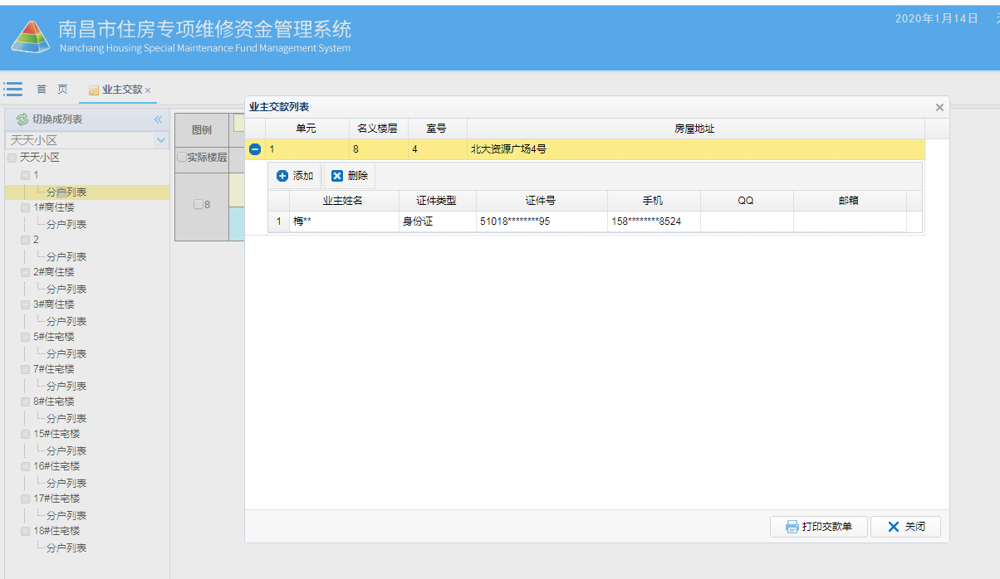 南昌市住房专项维修资金管理系统
2020年1月14日
Nanchang Housing Special Maintenance Fund Management System
首 页
业主交款 ×
切换成列表
天天小区
天天小区
1
分户列表
1#商住楼
分户列表
2
分户列表
2#商住楼
分户列表
3#商住楼
分户列表
5#住宅楼
分户列表
7#住宅楼
分户列表
8#住宅楼
分户列表
15#住宅楼
分户列表
16#住宅楼
分户列表
17#住宅楼
分户列表
18#住宅楼
分户列表
图例
实际楼层
8
业主交款列表
单元 名义楼层 室号 房屋地址
1 8 4 北大资源广场4号
添加 删除
业主姓名 证件类型 证件号 手机 QQ 邮箱
1 梅** 身份证 51018********95 158********8524
打印交款单 关闭